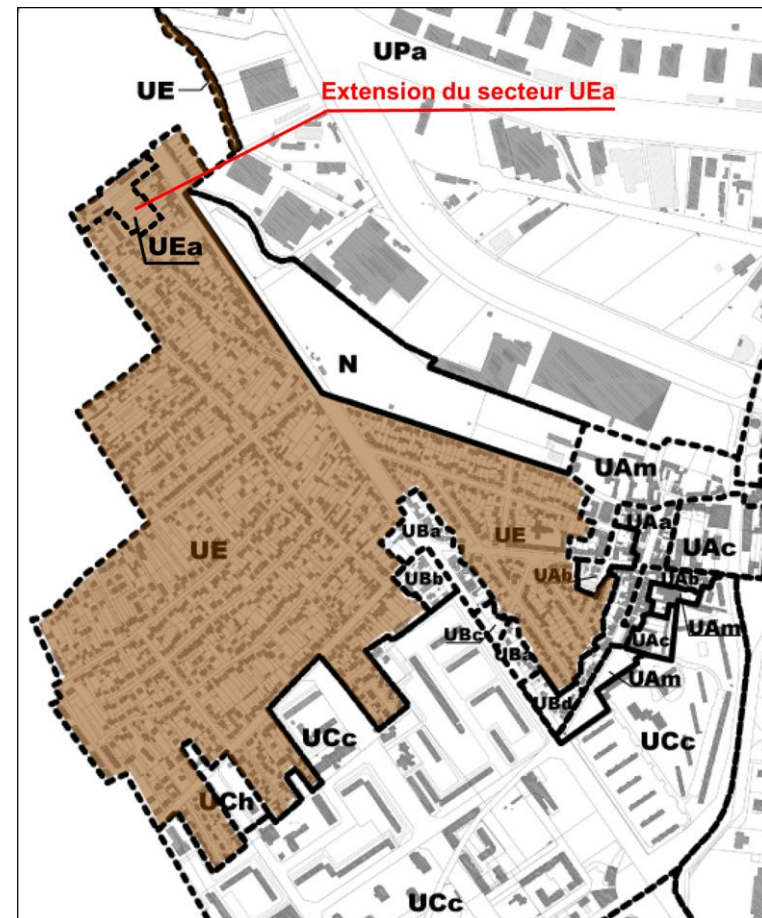 UPa
UE
Extension du secteur UEa
UEa
N
UAm
UE
UE
UBa
UAa
UAc
UBb
UAb
UAb
UBc
UBa
UAc
UAm
UAm
UBd
UCc
UCc
UCh
UCc